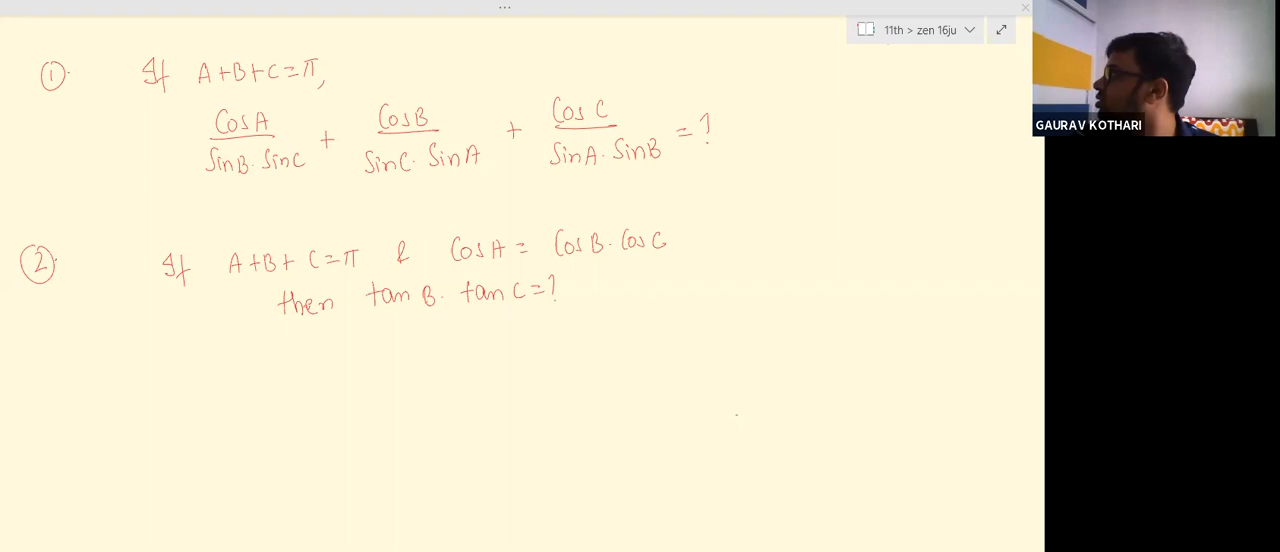 ...
11th > zen 16ju
GAURAV KOTHARI
① If A+B+C=π,
CosA/SinB·SinC + CosB/SinC·SinA + CosC/SinA·SinB = ?
② If A+B+C=π & CosA = CosB·CosC
then tanB·tanC=?